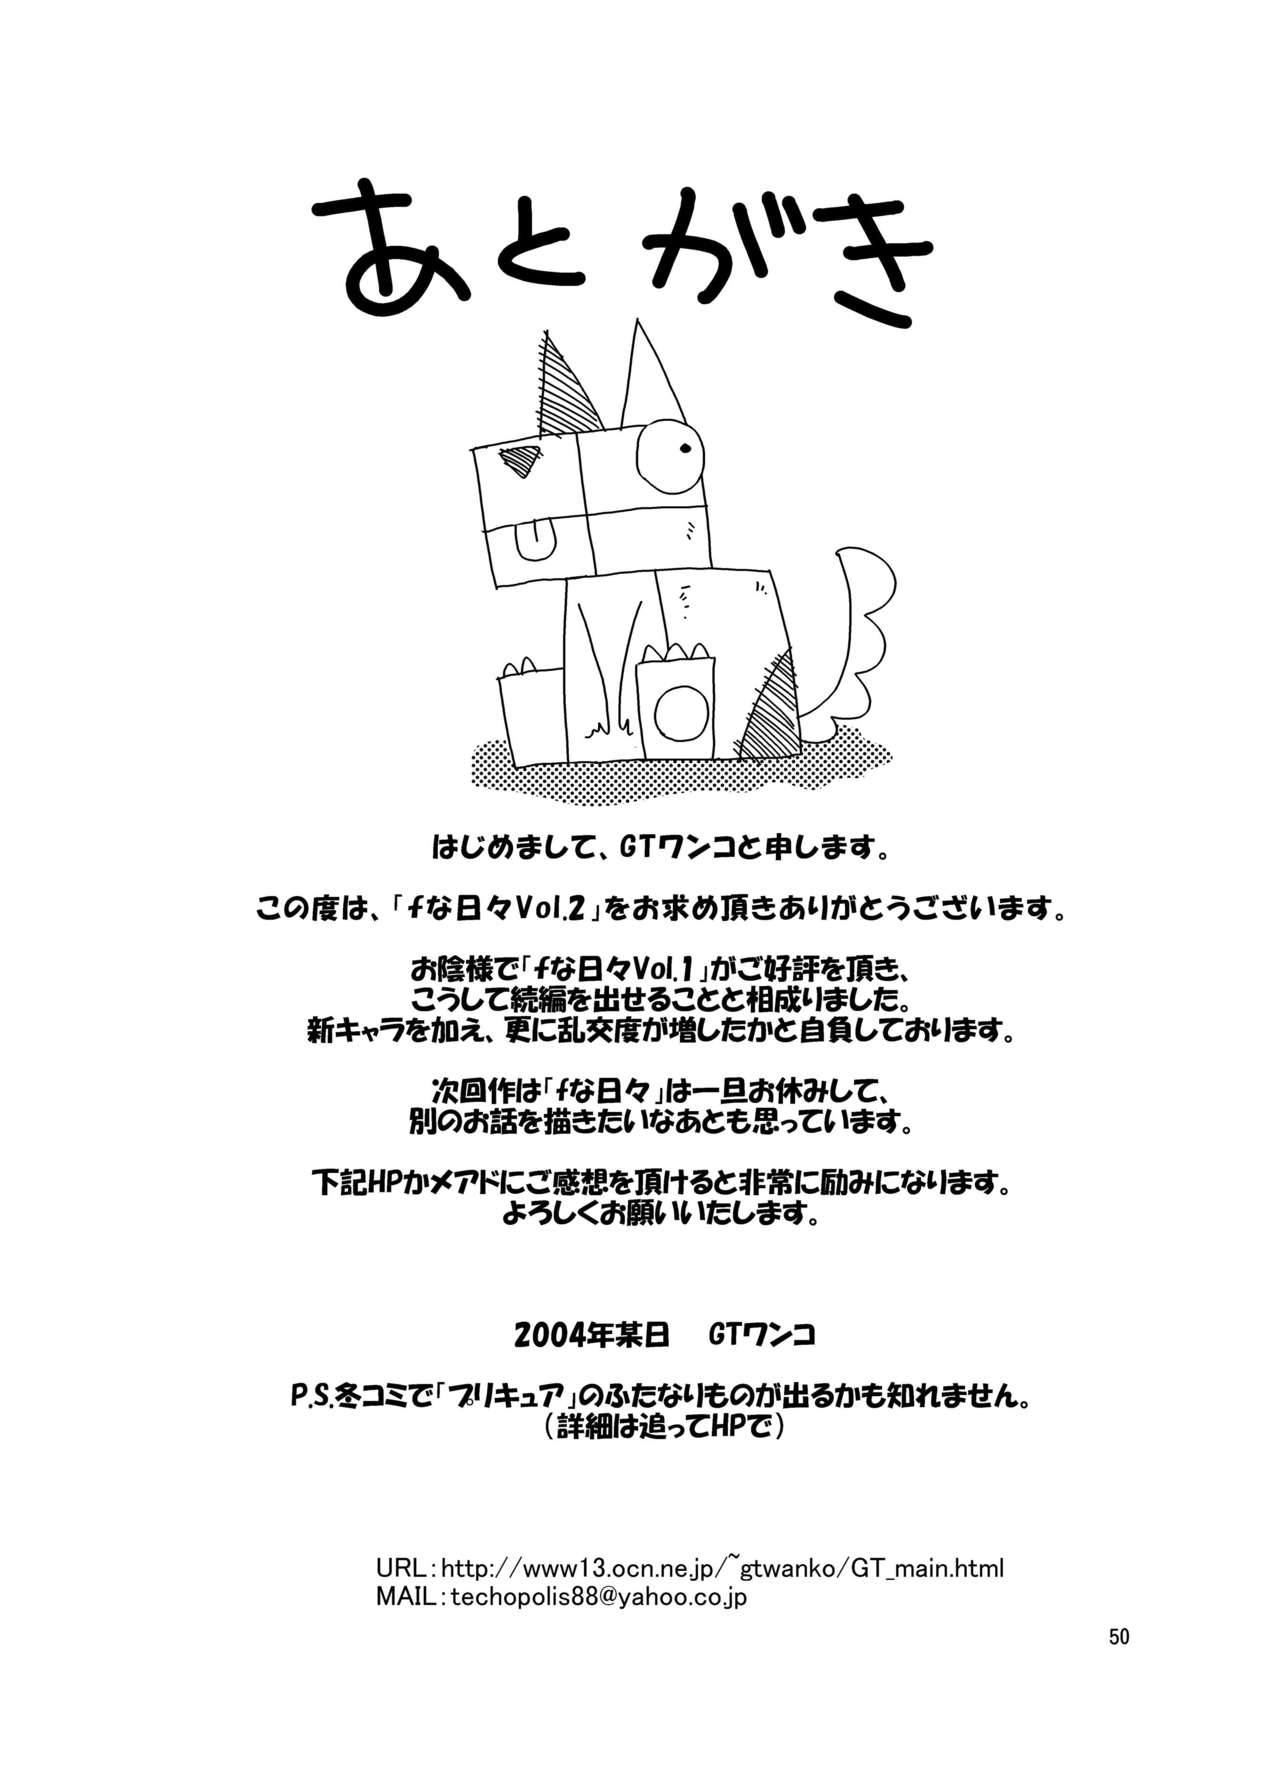 あとがき
はじめまして、GTワンコと申します。
この度は、「fな日々Vol.2」をお求め頂きありがとうございます。
お陰様で「fな日々Vol.1」がご好評を頂き、
こうして続編を出せることと相成りました。
新キャラを加え、更に乱交度が増したかと自負しております。
次回作は「fな日々」は一旦お休みして、
別のお話を描きたいなあとも思っています。
下記HPかメアドにご感想を頂けると非常に励みになります。
よろしくお願いいたします。
2004年某日 GTワンコ
P.S.冬コミで「プリキュア」のふたなりものが出るかも知れません。
（詳細は追ってHPで）
URL：http://www13.ocn.ne.jp/~gtwanko/GT_main.html
MAIL：techopolis88@yahoo.co.jp
50